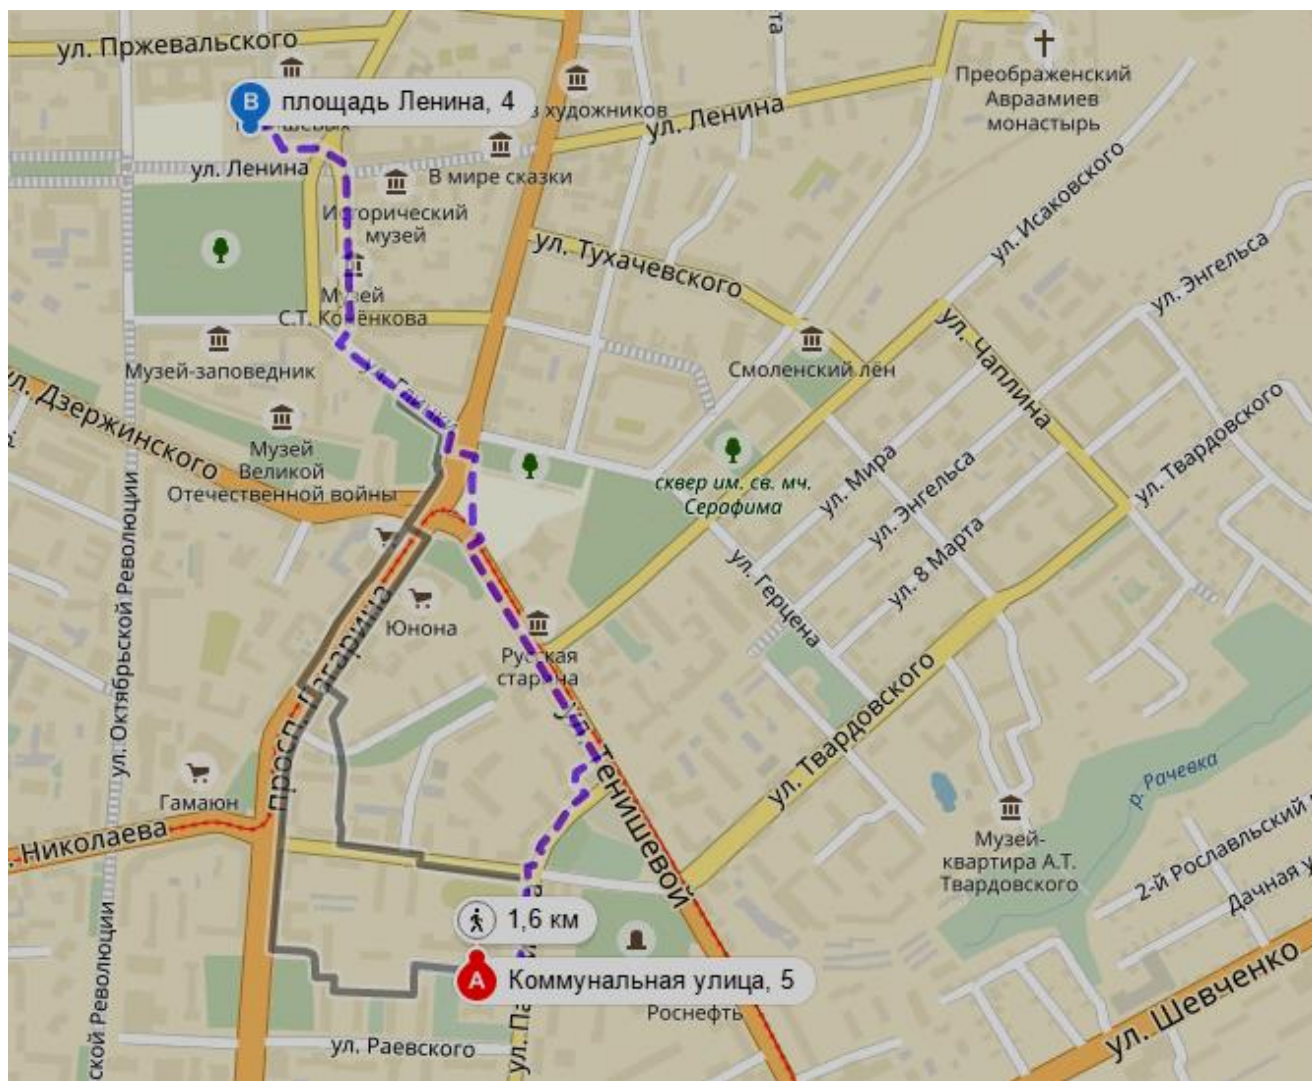 ул. Пржевальского
B
площадь Ленина, 4
художников
ул. Ленина
Преображенский
Авраамиев
монастырь
ул. Ленина
В мире сказки
Исторический
музей
ул. Исаковского
ул. Тухачевского
ул. Энгельса
Музей
С.Т. Конёнкова
Музей-заповедник
Смоленский лён
ул. Чаплина
ул. Дзержинского
Музей
Великой
Отечественной войны
сквер им. св. мч.
Серафима
ул. Мира
ул. Энгельса
ул. 8 Марта
ул. Твардовского
ул. Герцена
ул. Октябрьской Революции
просп. Гагарина
Юнона
Русская
старина
ул. Тенишевой
ул. Твардовского
р. Рачевка
Гамаюн
Николаева
Музей-
квартира А.Т.
Твардовского
2-й Рославльский
Дачная
1,6 км
A
Коммунальная улица, 5
Роснефть
ул. Раевского
ской Революции
ул. Шевченко